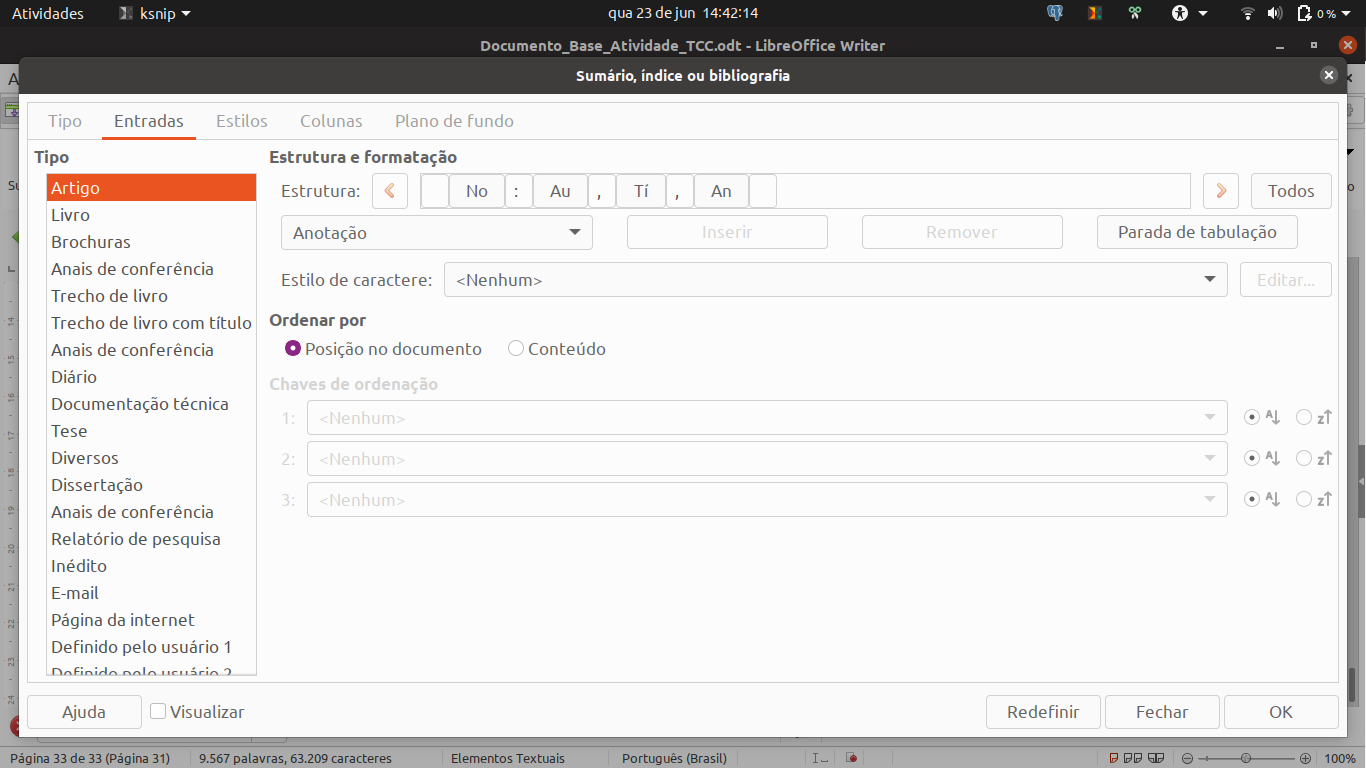 Atividades ksnip qua 23 de jun 14:42:14 0 %
Documento_Base_Atividade_TCC.odt - LibreOffice Writer
Sumário, índice ou bibliografia
Tipo Entradas Estilos Colunas Plano de fundo
Tipo
Artigo
Livro
Brochuras
Anais de conferência
Trecho de livro
Trecho de livro com título
Anais de conferência
Diário
Documentação técnica
Tese
Diversos
Dissertação
Anais de conferência
Relatório de pesquisa
Inédito
E-mail
Página da internet
Definido pelo usuário 1
Definido pelo usuário 2
Estrutura e formatação
Estrutura: No : Au , Tí , An Todos
Anotação Inserir Remover Parada de tabulação
Estilo de caractere: <Nenhum> Editar...
Ordenar por
Posição no documento Conteúdo
Chaves de ordenação
1: <Nenhum>
2: <Nenhum>
3: <Nenhum>
Ajuda Visualizar Redefinir Fechar OK
Página 33 de 33 (Página 31) 9.567 palavras, 63.209 caracteres Elementos Textuais Português (Brasil) 100%